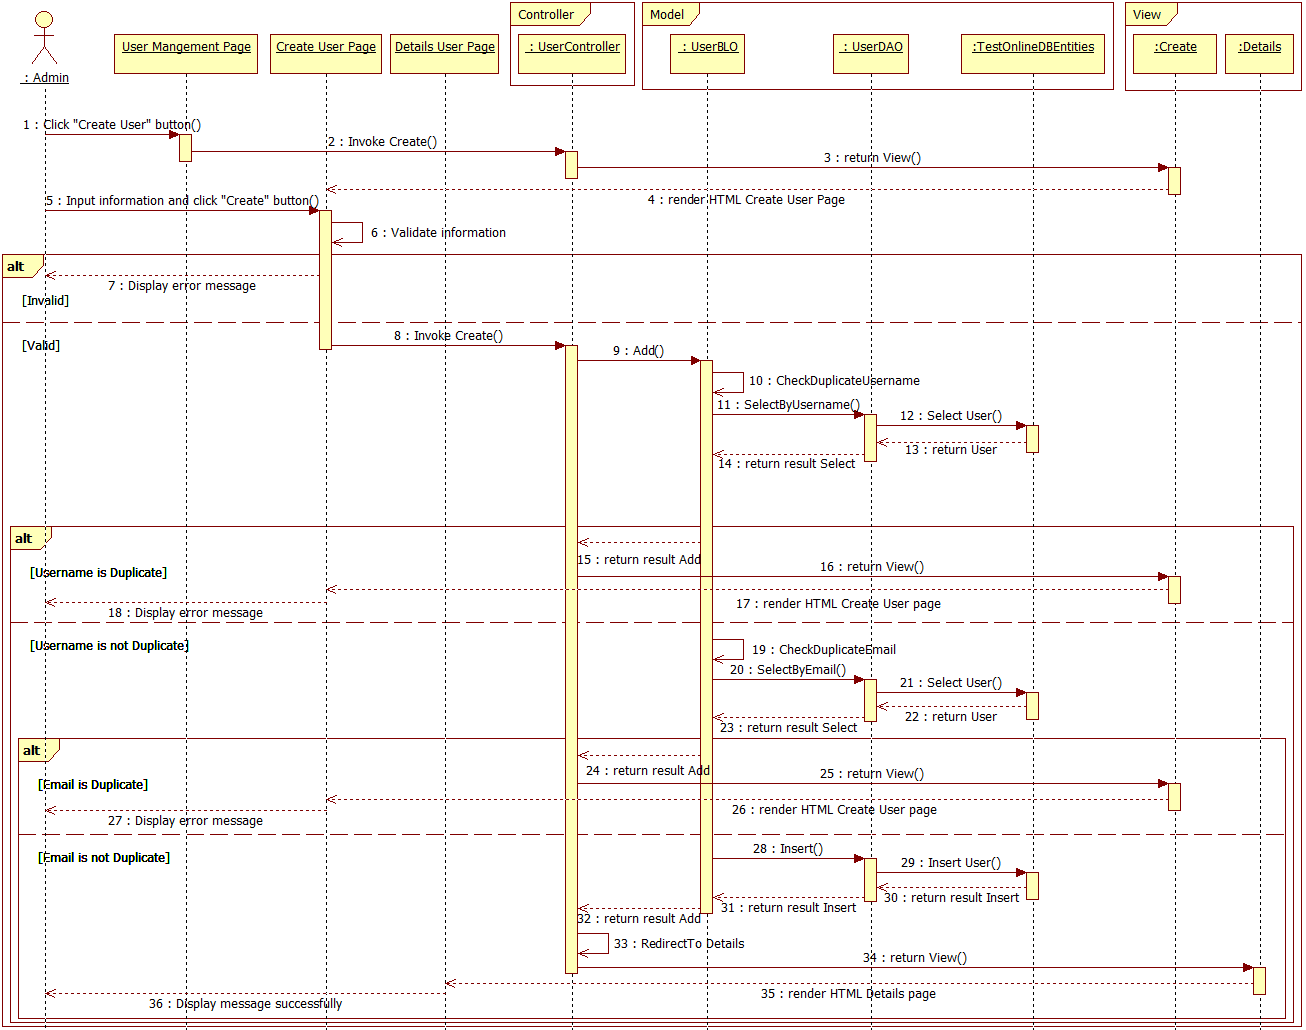 Controller
Model
View
: Admin
User Mangement Page
Create User Page
Details User Page
: UserController
: UserBLO
: UserDAO
:TestOnlineDBEntities
:Create
:Details
1 : Click "Create User" button()
2 : Invoke Create()
3 : return View()
4 : render HTML Create User Page
5 : Input information and click "Create" button()
6 : Validate information
alt
7 : Display error message
[Invalid]
[Valid]
8 : Invoke Create()
9 : Add()
10 : CheckDuplicateUsername
11 : SelectByUsername()
12 : Select User()
13 : return User
14 : return result Select
alt
15 : return result Add
[Username is Duplicate]
16 : return View()
17 : render HTML Create User page
18 : Display error message
[Username is not Duplicate]
19 : CheckDuplicateEmail
20 : SelectByEmail()
21 : Select User()
22 : return User
23 : return result Select
alt
24 : return result Add
25 : return View()
[Email is Duplicate]
26 : render HTML Create User page
27 : Display error message
[Email is not Duplicate]
28 : Insert()
29 : Insert User()
30 : return result Insert
31 : return result Insert
32 : return result Add
33 : RedirectTo Details
34 : return View()
35 : render HTML Details page
36 : Display message successfully